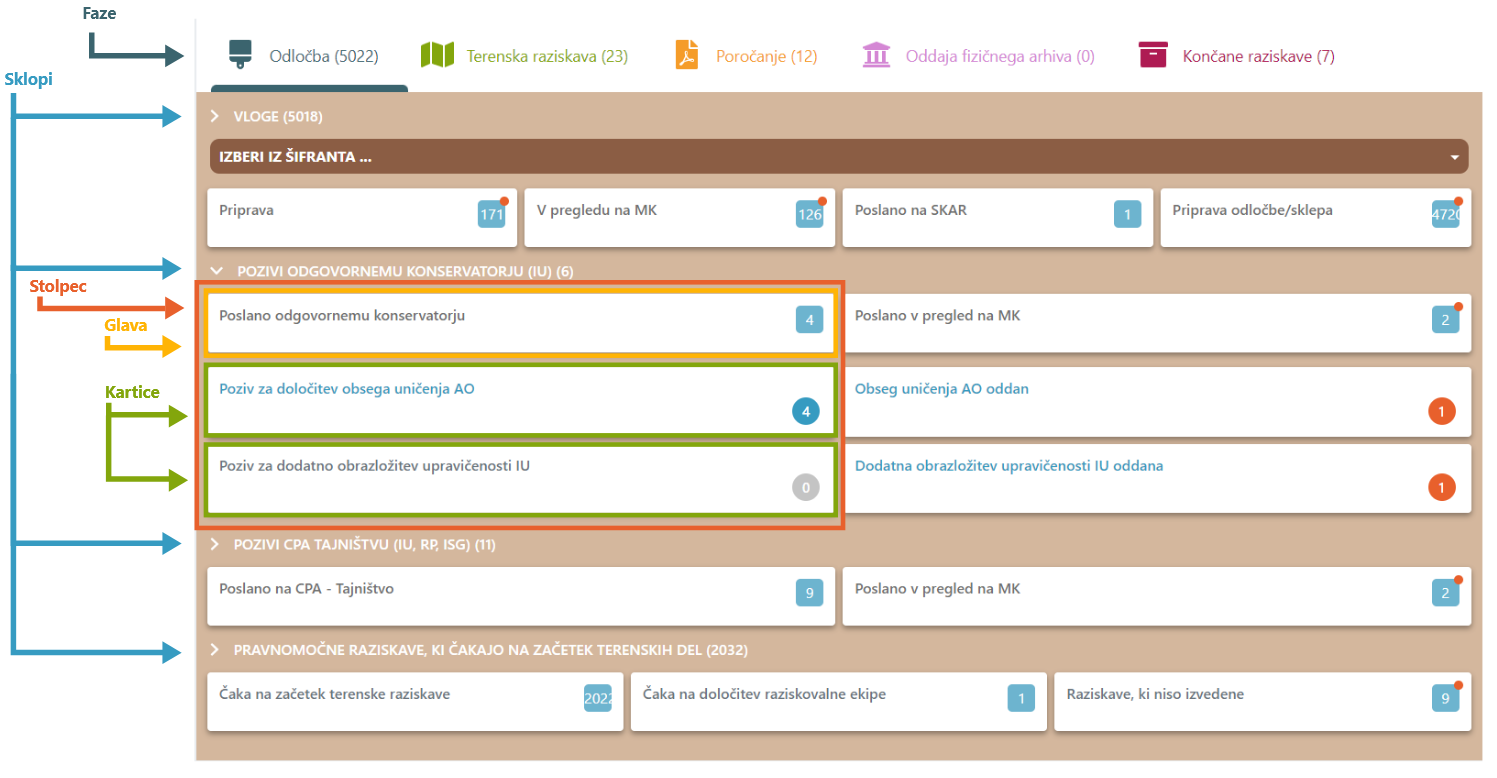 Faze
Odločba (5022)
Terenska raziskava (23)
Poročanje (12)
Oddaja fizičnega arhiva (0)
Končane raziskave (7)
Sklopi
VLOGE (5018)
IZBERI IZ ŠIFRANTA ...
Priprava
171
V pregledu na MK
126
Poslano na SKAR
1
Priprava odločbe/sklepa
4720
POZIVI ODGOVORNEMU KONSERVATORJU (IU) (6)
Stolpec
Glava
Poslano odgovornemu konservatorju
4
Poslano v pregled na MK
2
Kartice
Poziv za določitev obsega uničenja AO
4
Obseg uničenja AO oddan
1
Poziv za dodatno obrazložitev upravičenosti IU
0
Dodatna obrazložitev upravičenosti IU oddana
1
POZIVI CPA TAJNIŠTVU (IU, RP, ISG) (11)
Poslano na CPA - Tajništvo
9
Poslano v pregled na MK
2
PRAVNOMOČNE RAZISKAVE, KI ČAKAJO NA ZAČETEK TERENSKIH DEL (2032)
Čaka na začetek terenske raziskave
2022
Čaka na določitev raziskovalne ekipe
1
Raziskave, ki niso izvedene
9